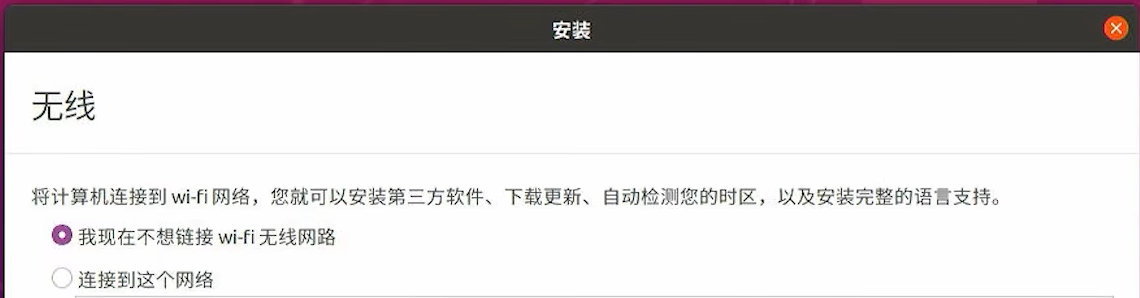 安装
无线
将计算机连接到 wi-fi 网络，您就可以安装第三方软件、下载更新、自动检测您的时区，以及安装完整的语言支持。
我现在不想链接 wi-fi 无线网路
连接到这个网络